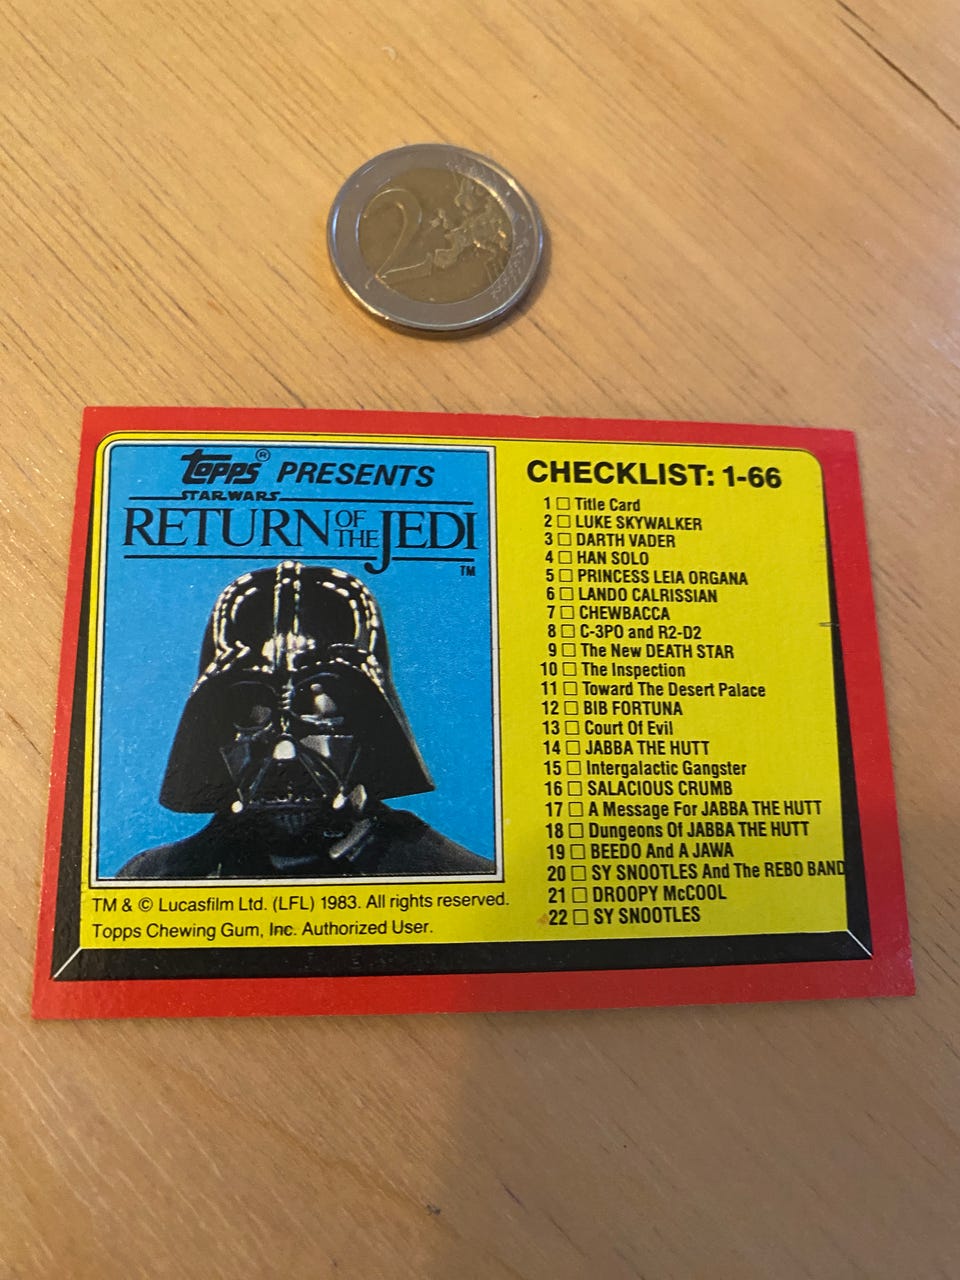 2
topps® PRESENTS
STAR WARS
RETURN OF THE JEDI
TM
TM & © Lucasfilm Ltd. (LFL) 1983. All rights reserved.
Topps Chewing Gum, Inc. Authorized User.
CHECKLIST: 1-66
1 □ Title Card
2 □ LUKE SKYWALKER
3 □ DARTH VADER
4 □ HAN SOLO
5 □ PRINCESS LEIA ORGANA
6 □ LANDO CALRISSIAN
7 □ CHEWBACCA
8 □ C-3PO and R2-D2
9 □ The New DEATH STAR
10 □ The Inspection
11 □ Toward The Desert Palace
12 □ BIB FORTUNA
13 □ Court Of Evil
14 □ JABBA THE HUTT
15 □ Intergalactic Gangster
16 □ SALACIOUS CRUMB
17 □ A Message For JABBA THE HUTT
18 □ Dungeons Of JABBA THE HUTT
19 □ BEEDO And A JAWA
20 □ SY SNOOTLES And The REBO BAND
21 □ DROOPY McCOOL
22 □ SY SNOOTLES